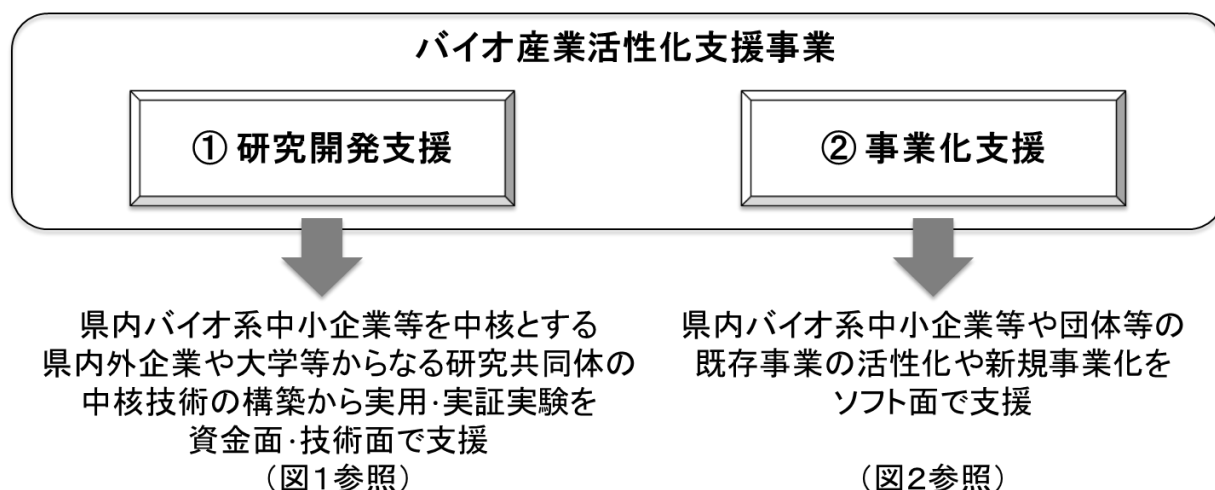 バイオ産業活性化支援事業
① 研究開発支援
② 事業化支援
県内バイオ系中小企業等を中核とする
県内外企業や大学等からなる研究共同体の
中核技術の構築から実用・実証実験を
資金面・技術面で支援
（図１参照）
県内バイオ系中小企業等や団体等の
既存事業の活性化や新規事業化を
ソフト面で支援
（図２参照）